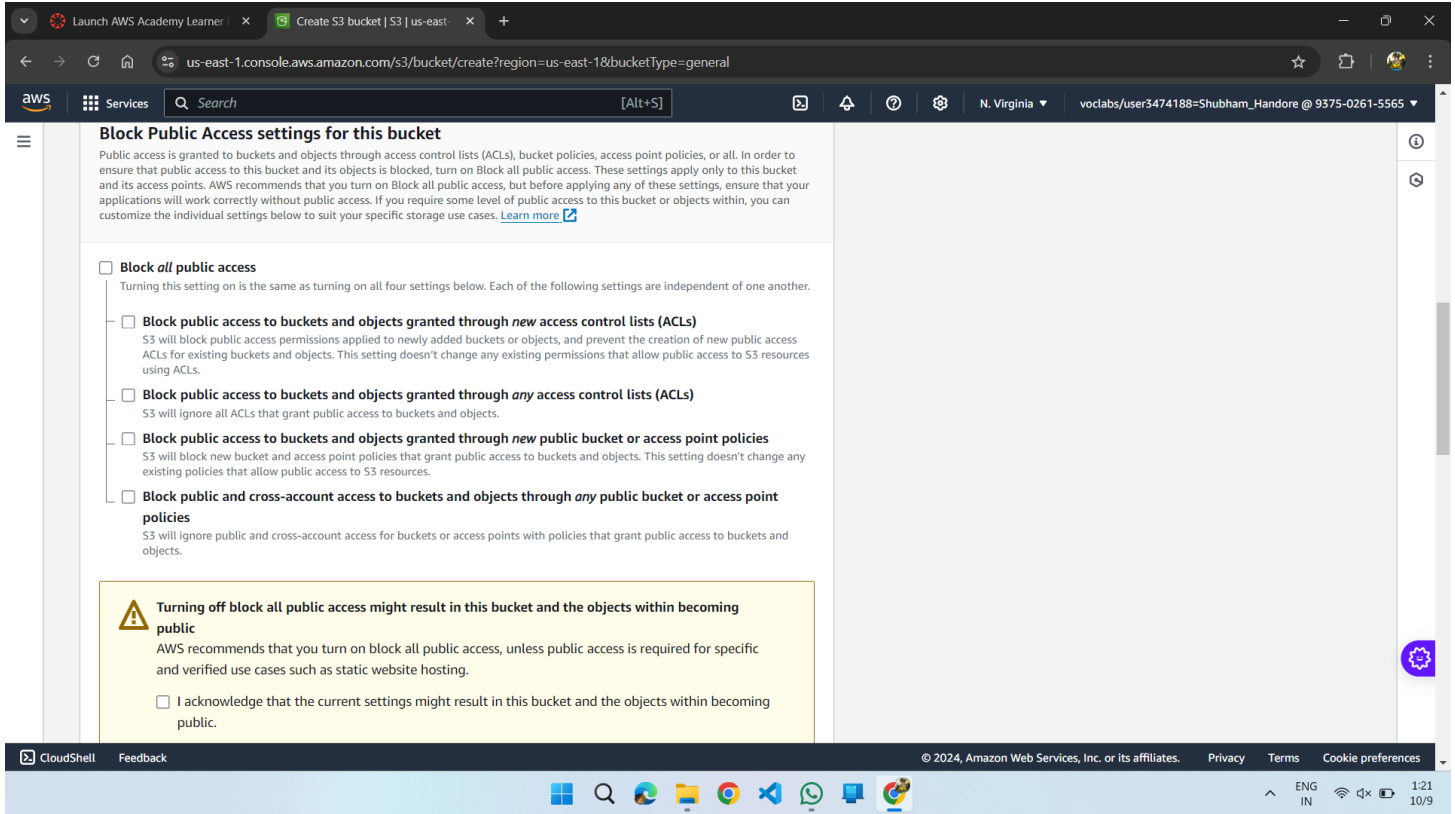 Launch AWS Academy Learner
Create S3 bucket | S3 | us-east-
us-east-1.console.aws.amazon.com/s3/bucket/create?region=us-east-1&bucketType=general
aws
Services
Search
[Alt+S]
N. Virginia
voclabs/user3474188=Shubham_Handore @ 9375-0261-5565
Block Public Access settings for this bucket
Public access is granted to buckets and objects through access control lists (ACLs), bucket policies, access point policies, or all. In order to
ensure that public access to this bucket and its objects is blocked, turn on Block all public access. These settings apply only to this bucket
and its access points. AWS recommends that you turn on Block all public access, but before applying any of these settings, ensure that your
applications will work correctly without public access. If you require some level of public access to this bucket or objects within, you can
customize the individual settings below to suit your specific storage use cases. Learn more
Block all public access
Turning this setting on is the same as turning on all four settings below. Each of the following settings are independent of one another.
Block public access to buckets and objects granted through new access control lists (ACLs)
S3 will block public access permissions applied to newly added buckets or objects, and prevent the creation of new public access
ACLs for existing buckets and objects. This setting doesn't change any existing permissions that allow public access to S3 resources
using ACLs.
Block public access to buckets and objects granted through any access control lists (ACLs)
S3 will ignore all ACLs that grant public access to buckets and objects.
Block public access to buckets and objects granted through new public bucket or access point policies
S3 will block new bucket and access point policies that grant public access to buckets and objects. This setting doesn't change any
existing policies that allow public access to S3 resources.
Block public and cross-account access to buckets and objects through any public bucket or access point
policies
S3 will ignore public and cross-account access for buckets or access points with policies that grant public access to buckets and
objects.
Turning off block all public access might result in this bucket and the objects within becoming
public
AWS recommends that you turn on block all public access, unless public access is required for specific
and verified use cases such as static website hosting.
I acknowledge that the current settings might result in this bucket and the objects within becoming
public.
CloudShell
Feedback
© 2024, Amazon Web Services, Inc. or its affiliates.
Privacy
Terms
Cookie preferences
ENG
IN
1:21
10/9